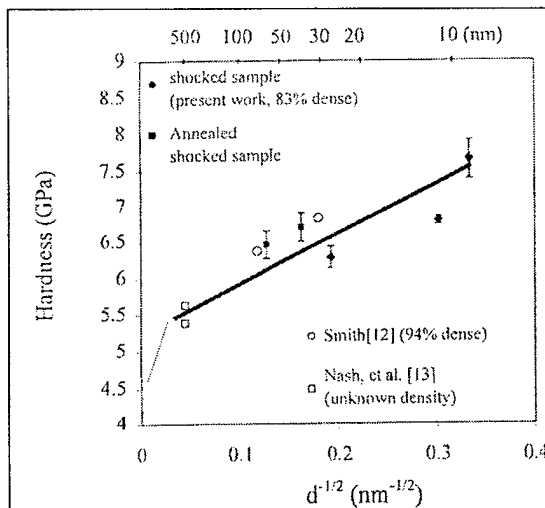 500 100 50 30 20 10 (nm)
9
8.5
8
7.5
7
6.5
6
5.5
5
4.5
4
Hardness (GPa)
shocked sample
(present work, 83% dense)
Annealed
shocked sample
Smith[12] (94% dense)
Nash, et al. [13]
(unknown density)
0 0.1 0.2 0.3 0.4
d-1/2 (nm-1/2)